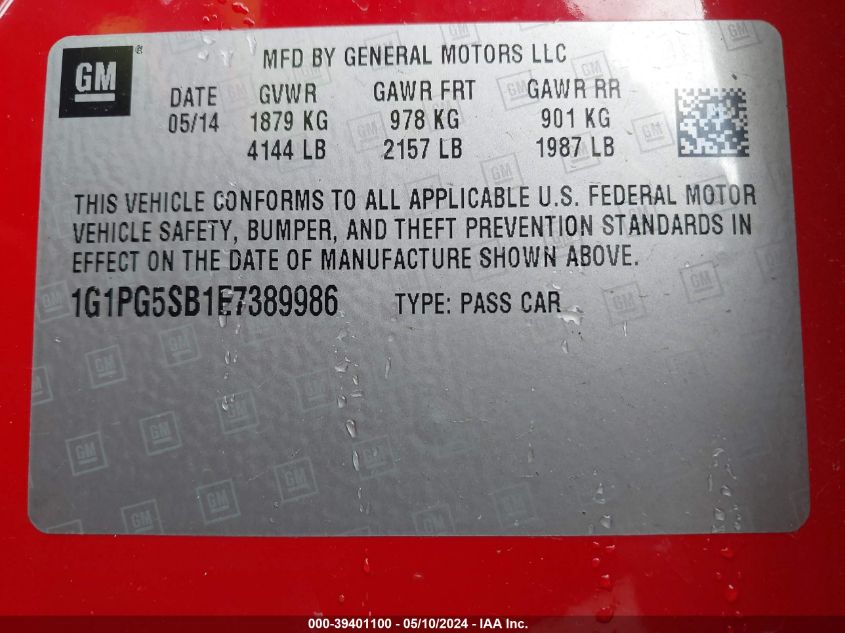 GM
®
MFD BY GENERAL MOTORS LLC
DATE GVWR GAWR FRT GAWR RR
05/14 1879 KG 978 KG 901 KG
4144 LB 2157 LB 1987 LB
THIS VEHICLE CONFORMS TO ALL APPLICABLE U.S. FEDERAL MOTOR
VEHICLE SAFETY, BUMPER, AND THEFT PREVENTION STANDARDS IN
EFFECT ON THE DATE OF MANUFACTURE SHOWN ABOVE.
1G1PG5SB1E7389986 TYPE: PASS CAR
000-39401100 - 05/10/2024 - IAA Inc.